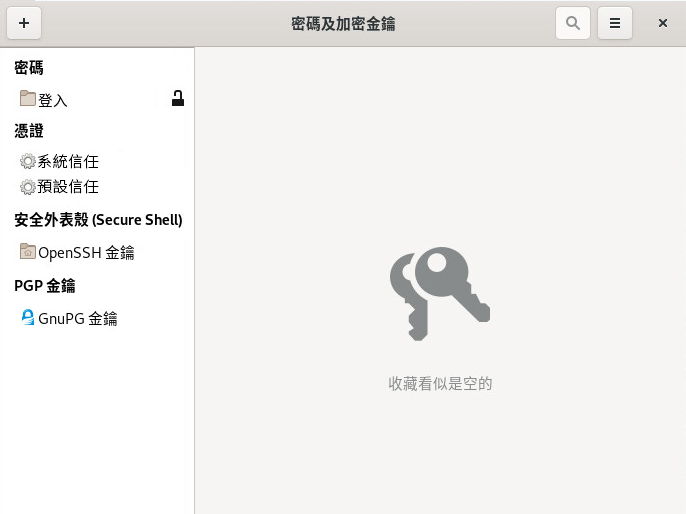 密碼及加密金鑰
密碼
登入
憑證
系統信任
預設信任
安全外表殼 (Secure Shell)
OpenSSH 金鑰
PGP 金鑰
GnuPG 金鑰
收藏看似是空的